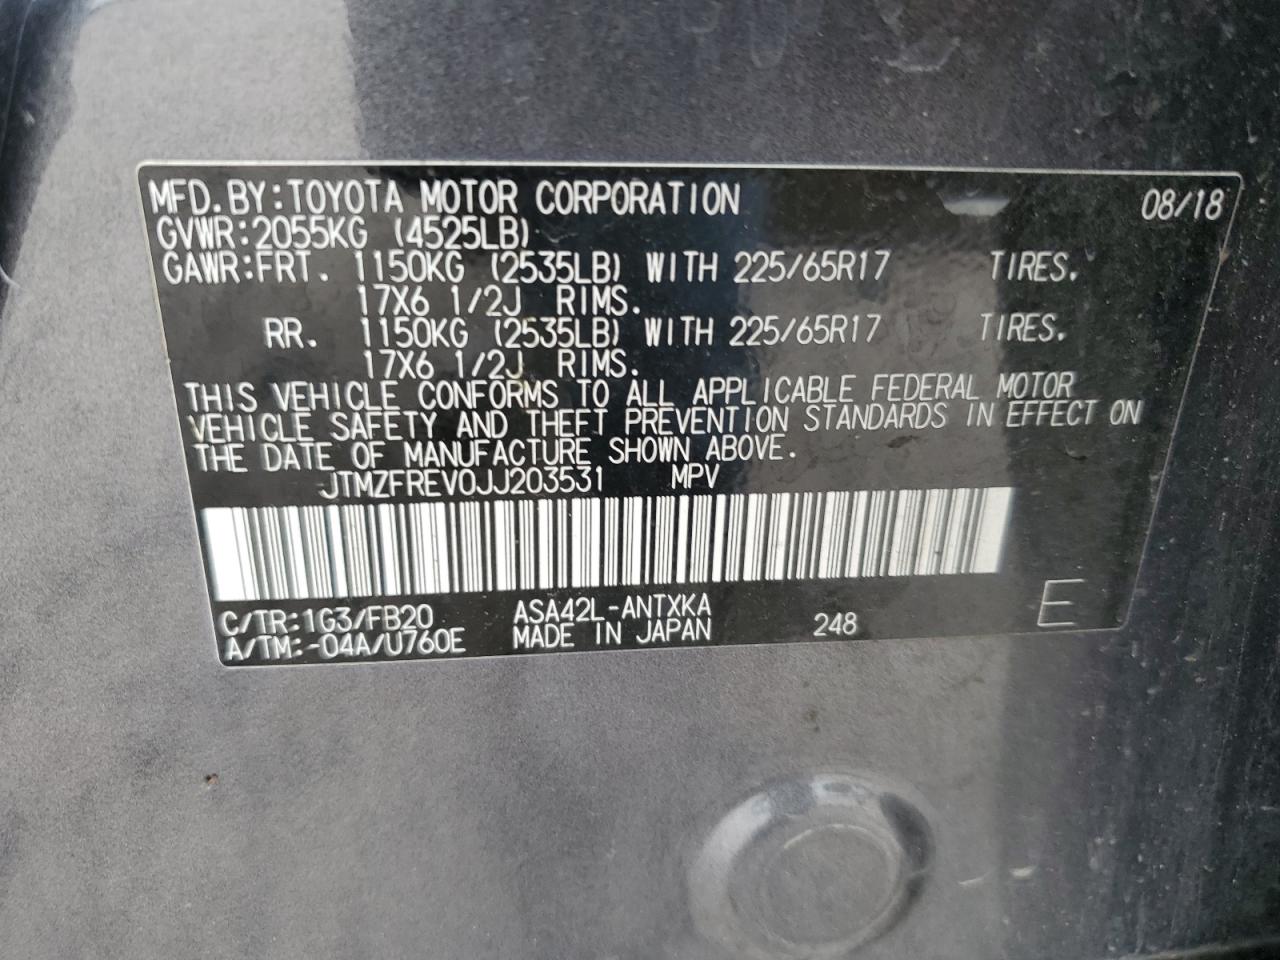 MFD. BY: TOYOTA MOTOR CORPORATION 08/18
GVWR: 2055KG (4525LB)
GAWR: FRT. 1150KG (2535LB) WITH 225/65R17 TIRES.
17X6 1/2J RIMS.
RR. 1150KG (2535LB) WITH 225/65R17 TIRES.
17X6 1/2J RIMS.
THIS VEHICLE CONFORMS TO ALL APPLICABLE FEDERAL MOTOR
VEHICLE SAFETY AND THEFT PREVENTION STANDARDS IN EFFECT ON
THE DATE OF MANUFACTURE SHOWN ABOVE.
JTMZFREV0JJ203531 MPV
C/TR: 1G3/FB20 ASA42L-ANTXKA
A/TM: -04A/U760E MADE IN JAPAN 248 E